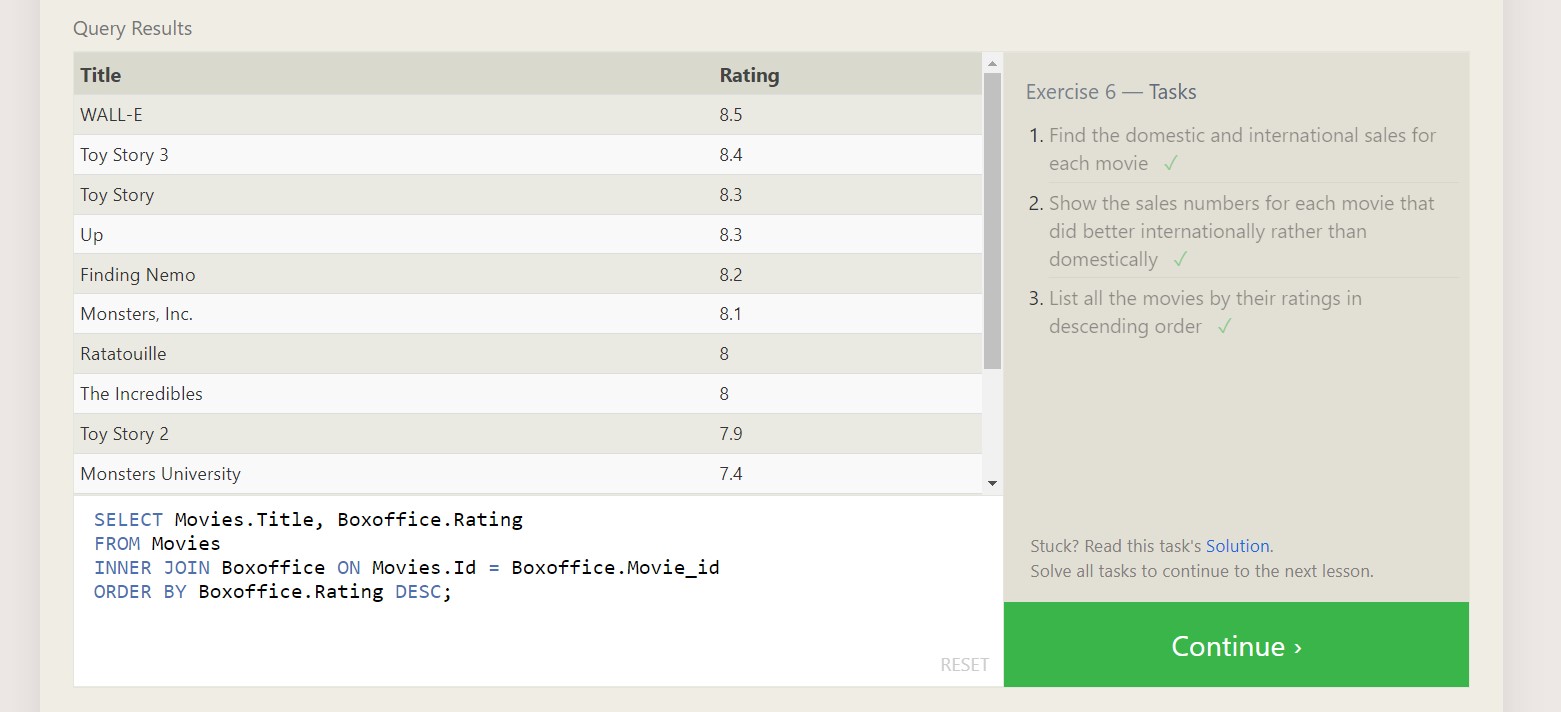 Query Results
Title Rating
WALL-E 8.5
Toy Story 3 8.4
Toy Story 8.3
Up 8.3
Finding Nemo 8.2
Monsters, Inc. 8.1
Ratatouille 8
The Incredibles 8
Toy Story 2 7.9
Monsters University 7.4
SELECT Movies.Title, Boxoffice.Rating
FROM Movies
INNER JOIN Boxoffice ON Movies.Id = Boxoffice.Movie_id
ORDER BY Boxoffice.Rating DESC;
RESET
Exercise 6 — Tasks
1. Find the domestic and international sales for
each movie ✓
2. Show the sales numbers for each movie that
did better internationally rather than
domestically ✓
3. List all the movies by their ratings in
descending order ✓
Stuck? Read this task's Solution.
Solve all tasks to continue to the next lesson.
Continue ›